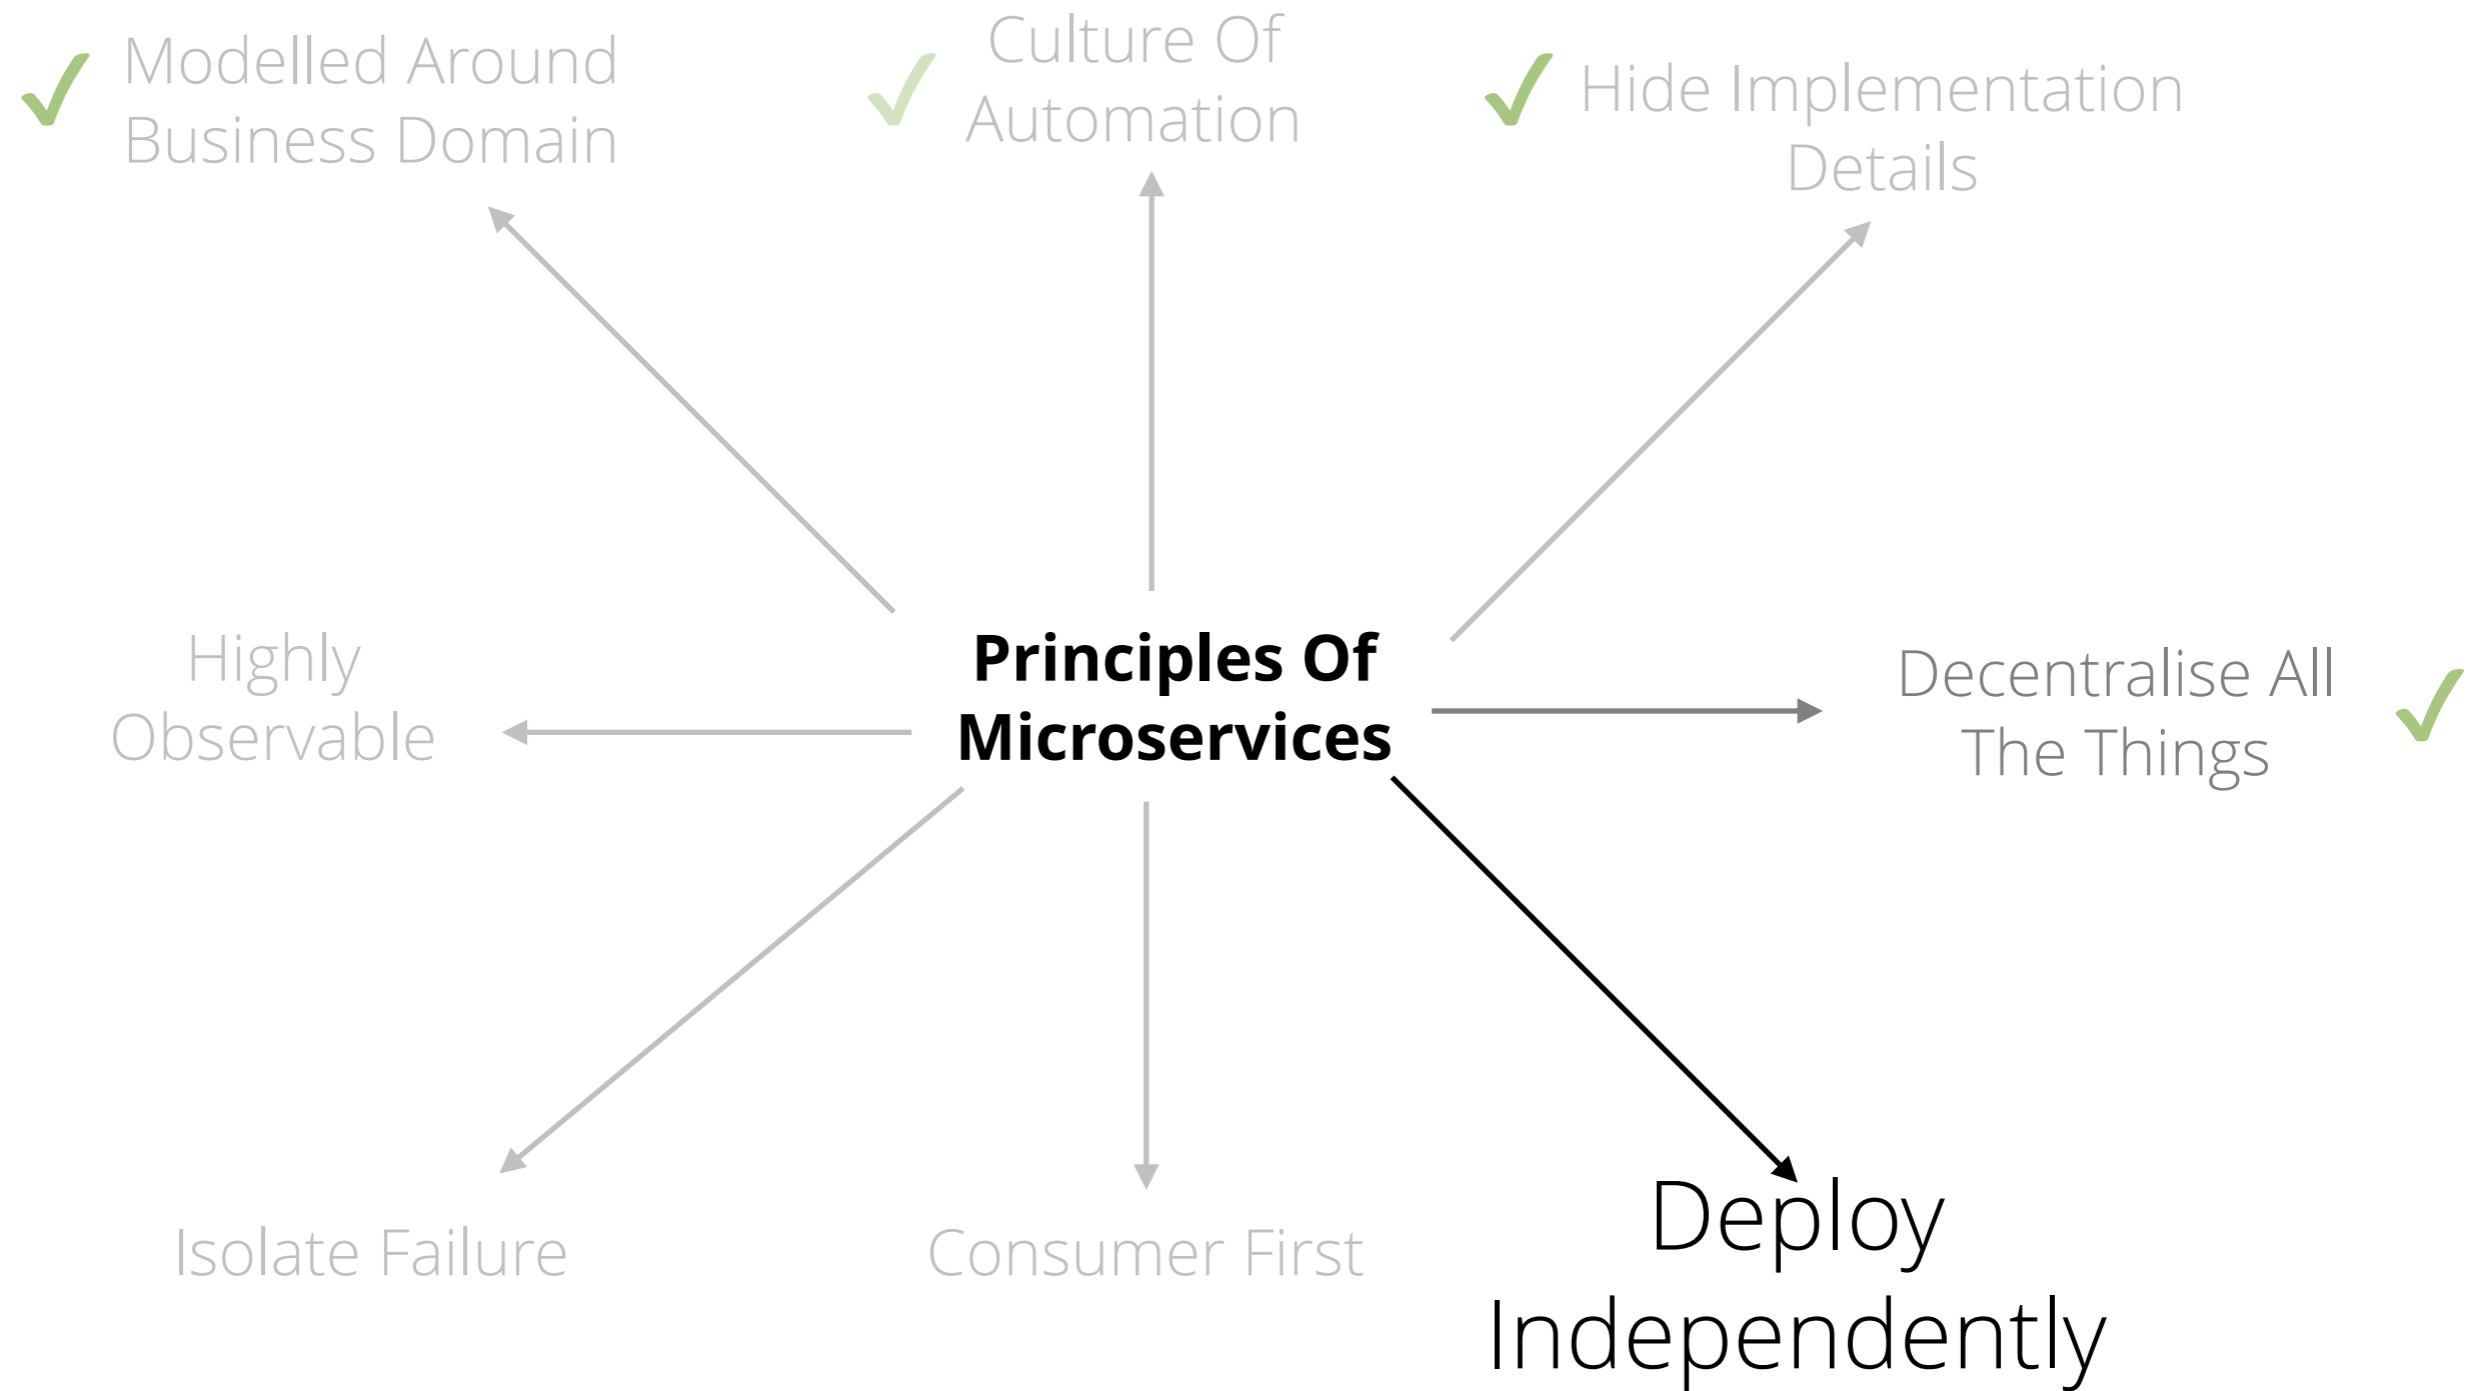 Modelled Around
Business Domain
Culture Of
Automation
Hide Implementation
Details
Highly
Observable
Principles Of
Microservices
Decentralise All
The Things
Isolate Failure
Consumer First
Deploy
Independently